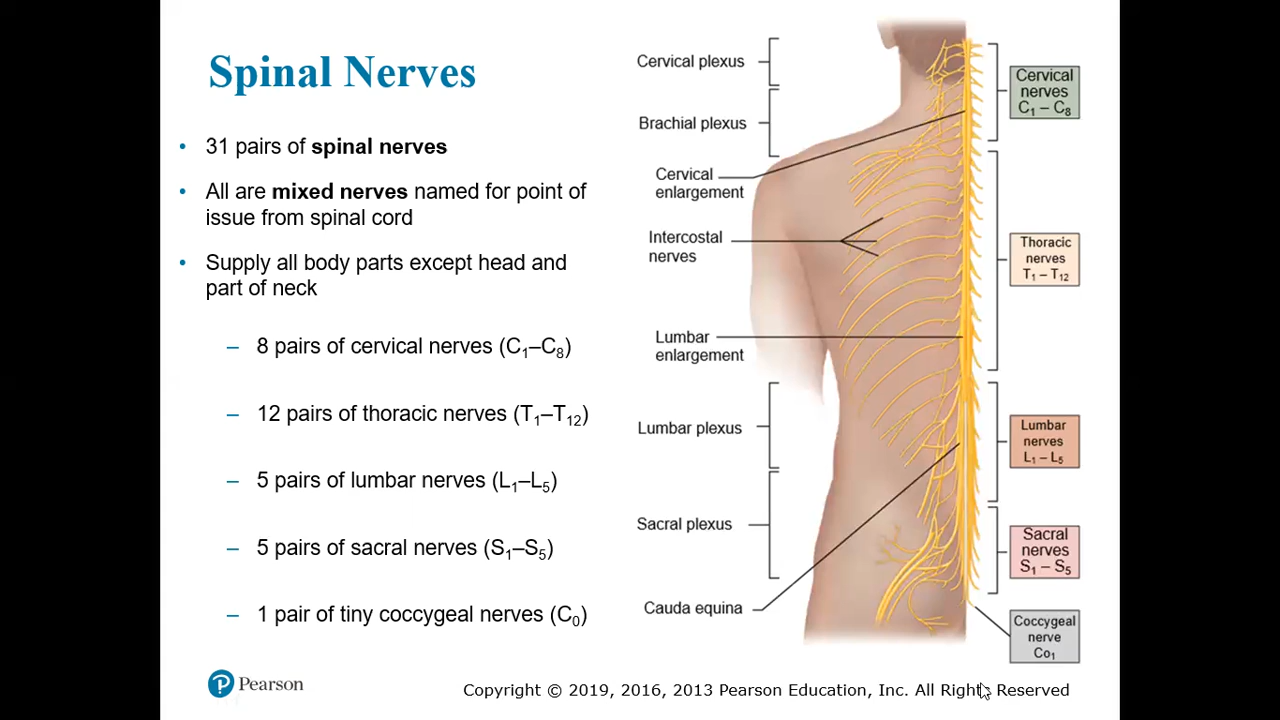 Spinal Nerves
• 31 pairs of spinal nerves
• All are mixed nerves named for point of
issue from spinal cord
• Supply all body parts except head and
part of neck
– 8 pairs of cervical nerves (C₁–C₈)
– 12 pairs of thoracic nerves (T₁–T₁₂)
– 5 pairs of lumbar nerves (L₁–L₅)
– 5 pairs of sacral nerves (S₁–S₅)
– 1 pair of tiny coccygeal nerves (C₀)
Cervical plexus
Brachial plexus
Cervical
enlargement
Intercostal
nerves
Lumbar
enlargement
Lumbar plexus
Sacral plexus
Cauda equina
Cervical
nerves
C₁ – C₈
Thoracic
nerves
T₁ – T₁₂
Lumbar
nerves
L₁ – L₅
Sacral
nerves
S₁ – S₅
Coccygeal
nerve
Co₁
P Pearson
Copyright © 2019, 2016, 2013 Pearson Education, Inc. All Rights Reserved